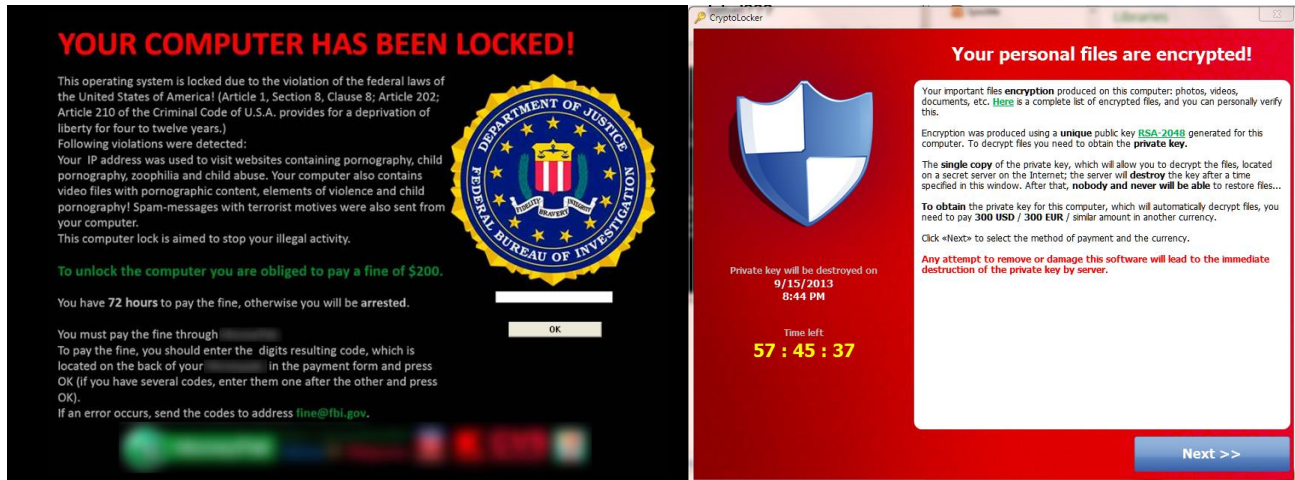 YOUR COMPUTER HAS BEEN LOCKED!
This operating system is locked due to the violation of the federal laws of
the United States of America! (Article 1, Section 8, Clause 8; Article 202;
Article 210 of the Criminal Code of U.S.A. provides for a deprivation of
liberty for four to twelve years.)
Following violations were detected:
Your IP address was used to visit websites containing pornography, child
pornography, zoophilia and child abuse. Your computer also contains
video files with pornographic content, elements of violence and child
pornography! Spam-messages with terrorist motives were also sent from
your computer.
This computer lock is aimed to stop your illegal activity.
To unlock the computer you are obliged to pay a fine of $200.
You have 72 hours to pay the fine, otherwise you will be arrested.
You must pay the fine through
To pay the fine, you should enter the digits resulting code, which is
located on the back of your in the payment form and press
OK (if you have several codes, enter them one after the other and press
OK).
If an error occurs, send the codes to address fine@fbi.gov.
DEPARTMENT OF JUSTICE
FEDERAL BUREAU OF INVESTIGATION
FIDELITY BRAVERY INTEGRITY
OK
CryptoLocker
Libraries
Your personal files are encrypted!
Your important files encryption produced on this computer: photos, videos,
documents, etc. Here is a complete list of encrypted files, and you can personally verify
this.
Encryption was produced using a unique public key RSA-2048 generated for this
computer. To decrypt files you need to obtain the private key.
The single copy of the private key, which will allow you to decrypt the files, located
on a secret server on the Internet; the server will destroy the key after a time
specified in this window. After that, nobody and never will be able to restore files...
To obtain the private key for this computer, which will automatically decrypt files, you
need to pay 300 USD / 300 EUR / similar amount in another currency.
Click «Next» to select the method of payment and the currency.
Any attempt to remove or damage this software will lead to the immediate
destruction of the private key by server.
Private key will be destroyed on
9/15/2013
8:44 PM
Time left
57 : 45 : 37
Next >>